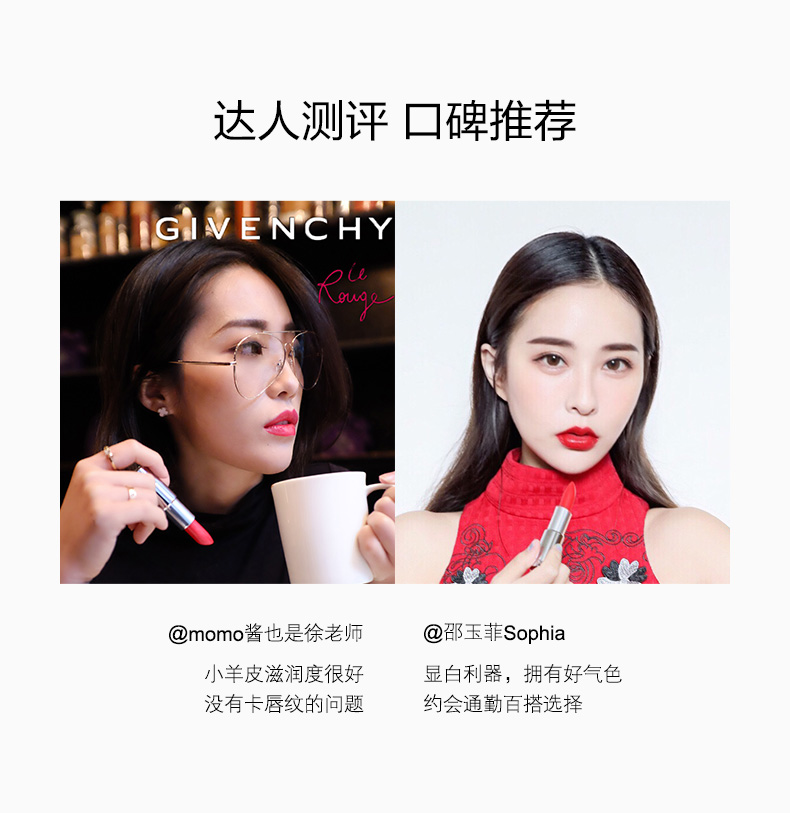 达人测评 口碑推荐
GIVENCHY
Le
Rouge
@momo酱也是徐老师
小羊皮滋润度很好
没有卡唇纹的问题
@邵玉菲Sophia
显白利器，拥有好气色
约会通勤百搭选择